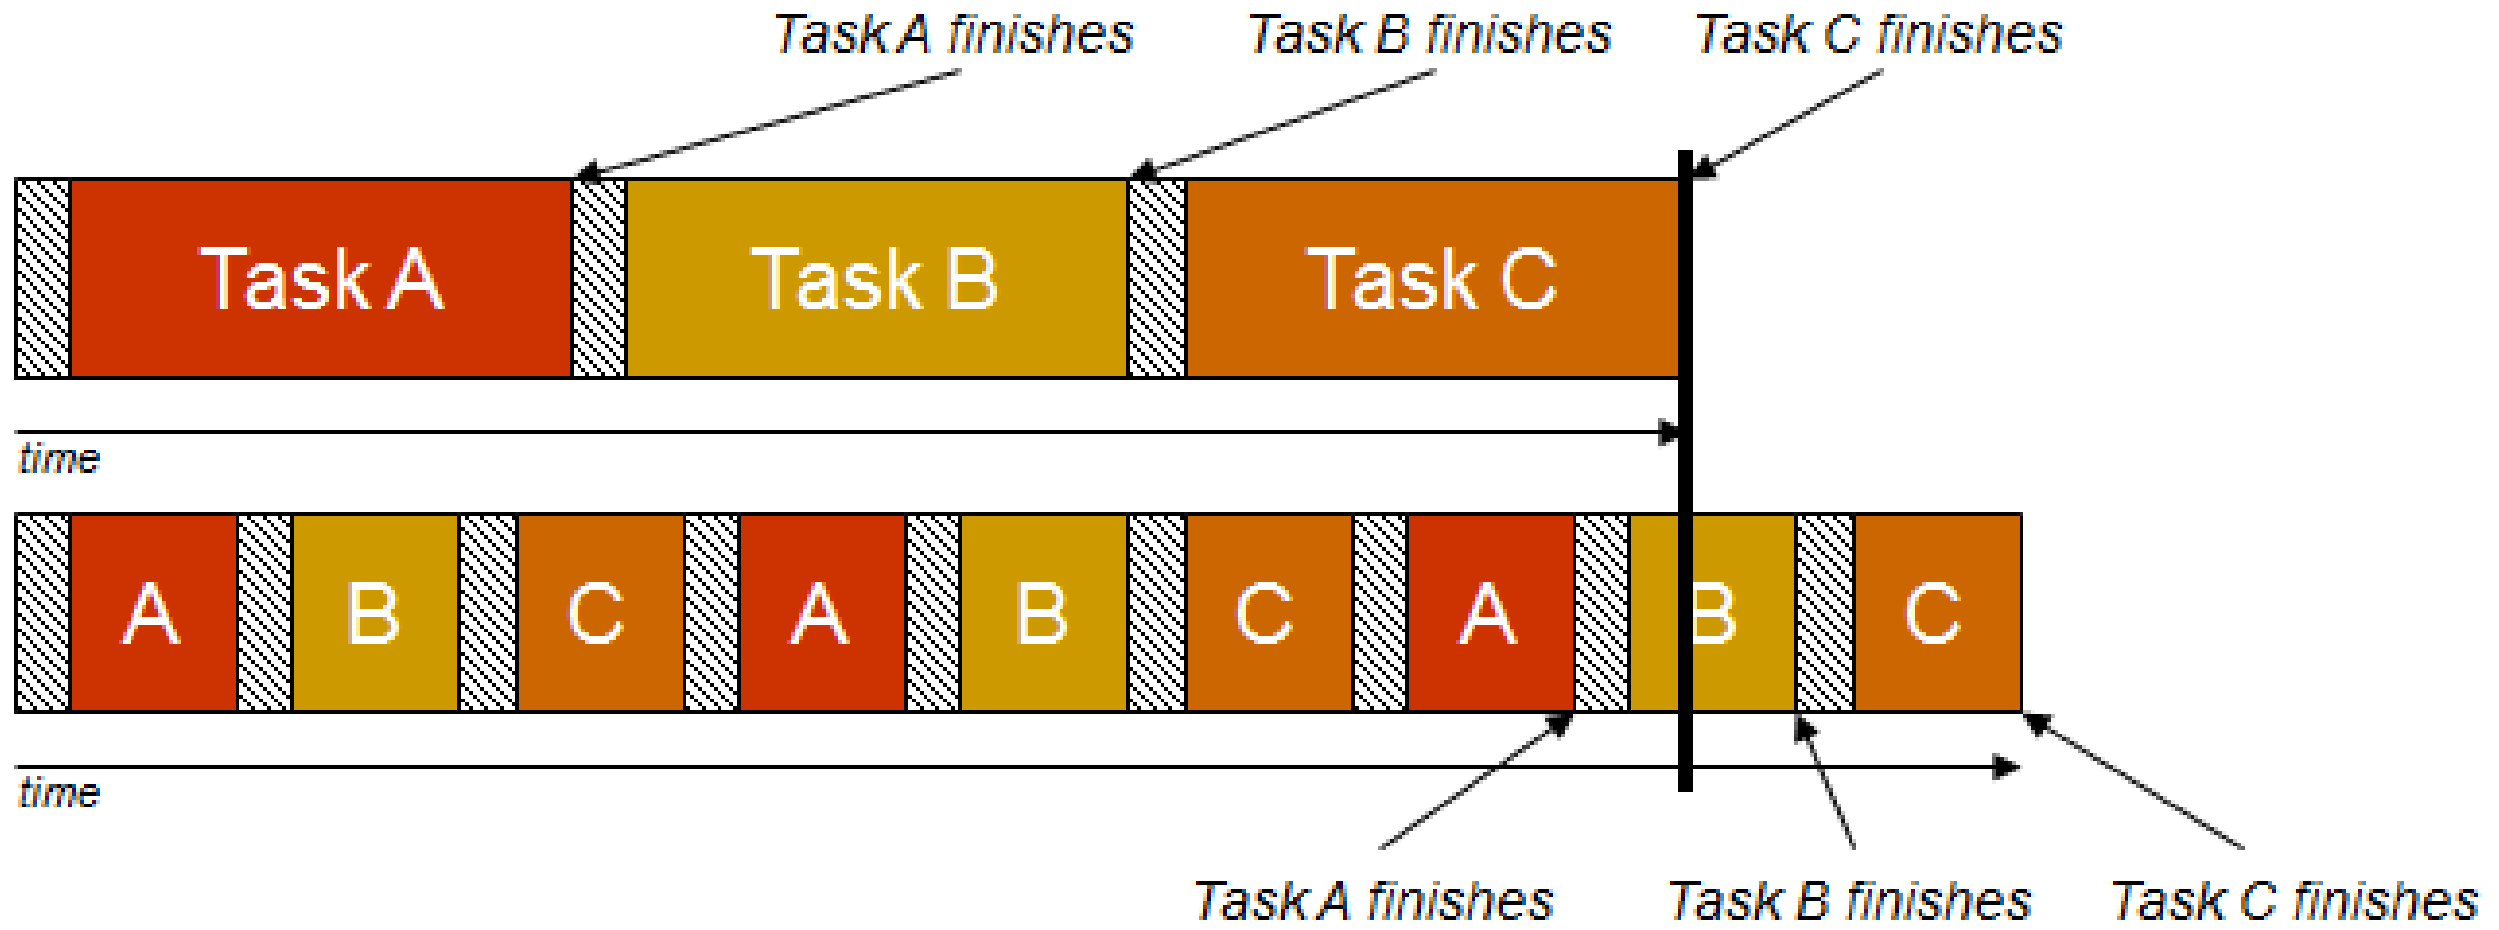 Task A finishes
Task B finishes
Task C finishes
Task A
Task B
Task C
time
A
B
C
A
B
C
A
B
C
time
Task A finishes
Task B finishes
Task C finishes